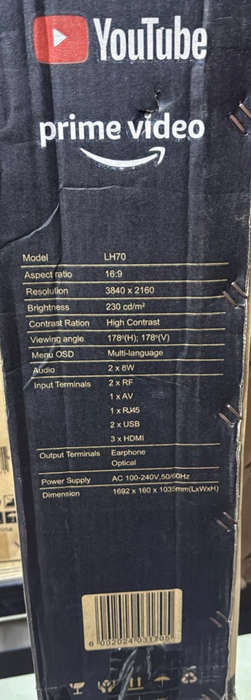 YouTube
prime video
Model LH70
Aspect ratio 16:9
Resolution 3840 x 2160
Brightness 230 cd/m²
Contrast Ration High Contrast
Viewing angle 178°(H); 178°(V)
Menu OSD Multi-language
Audio 2 x 8W
Input Terminals 2 x RF
1 x AV
1 x RJ45
2 x USB
3 x HDMI
Output Terminals Earphone
Optical
Power Supply AC 100-240V,50/60Hz
Dimension 1692 x 160 x 1035mm(LxWxH)